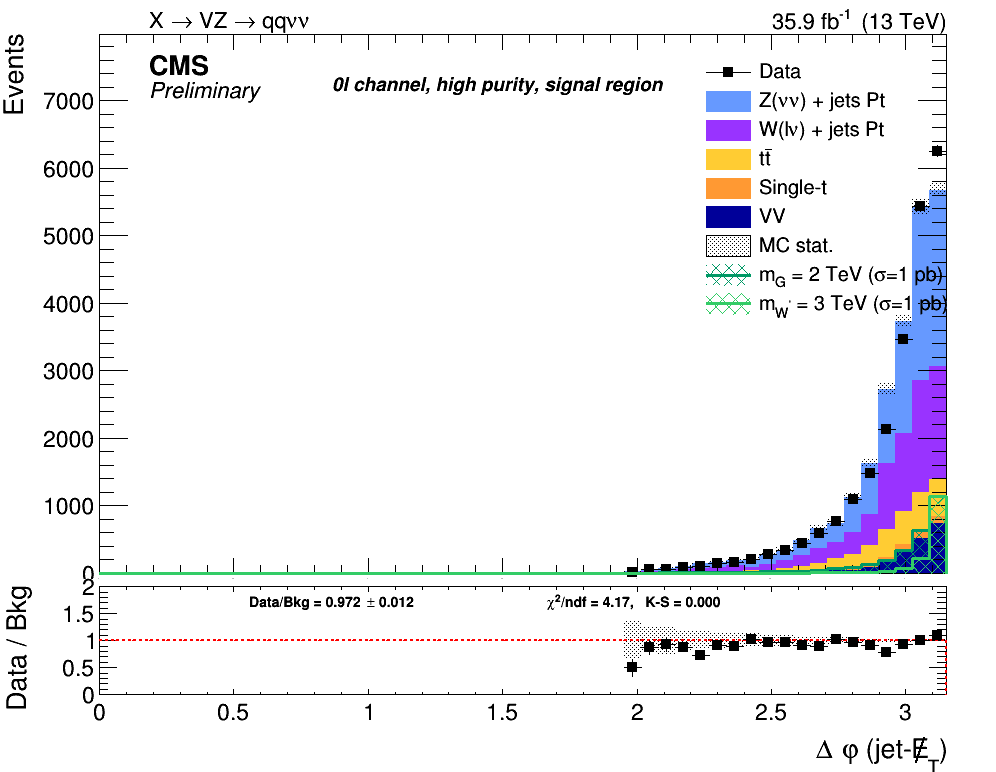 X → VZ → qqνν
35.9 fb⁻¹ (13 TeV)
Events
CMS
Preliminary
0l channel, high purity, signal region
Data
Z(νν) + jets Pt
W(lν) + jets Pt
tt̄
Single-t
VV
MC stat.
m_G = 2 TeV (σ=1 pb)
m_W' = 3 TeV (σ=1 pb)
7000
6000
5000
4000
3000
2000
1000
0
Data / Bkg
2
1.5
1
0.5
0
Data/Bkg = 0.972 ± 0.012
χ²/ndf = 4.17, K-S = 0.000
0 0.5 1 1.5 2 2.5 3
Δ φ (jet-E̸_T)